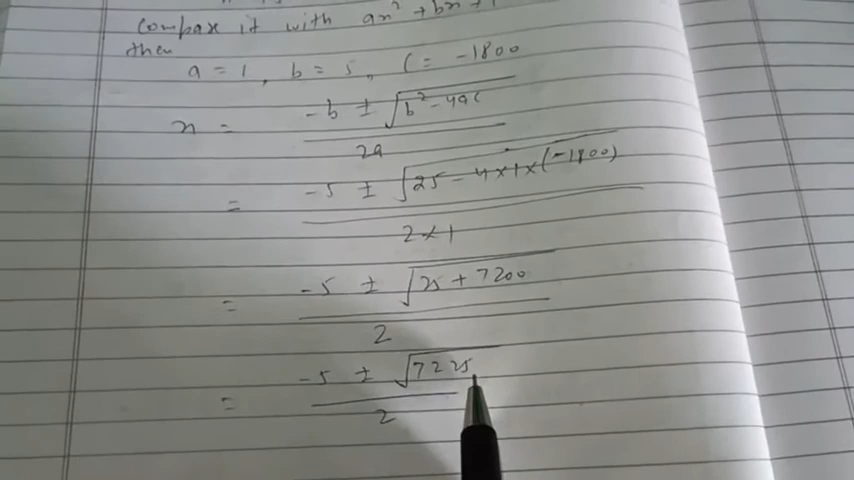 compare it with ax² + bx +
then
a = 1, b = 5, c = -1800
x = -b ± √b² - 4ac
2a
= -5 ± √25 - 4×1×(-1800)
2×1
= -5 ± √25 + 7200
2
= -5 ± √7225
2